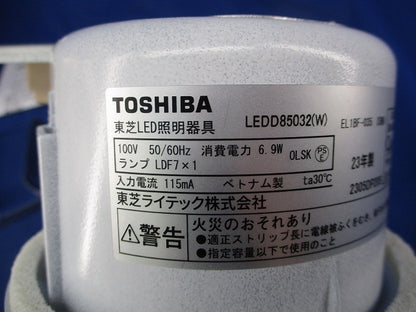 TOSHIBA
東芝LED照明器具 LEDD85032(W) EL1BF-035
100V 50/60Hz 消費電力 6.9W
ランプ LDF7×1 OLSK PS E 23年製
入力電流 115mA ベトナム製 ta30℃
東芝ライテック株式会社
警告 火災のおそれあり
●適正ストリップ長に電線被ふくをむき、
●指定容量以下で使用のこと